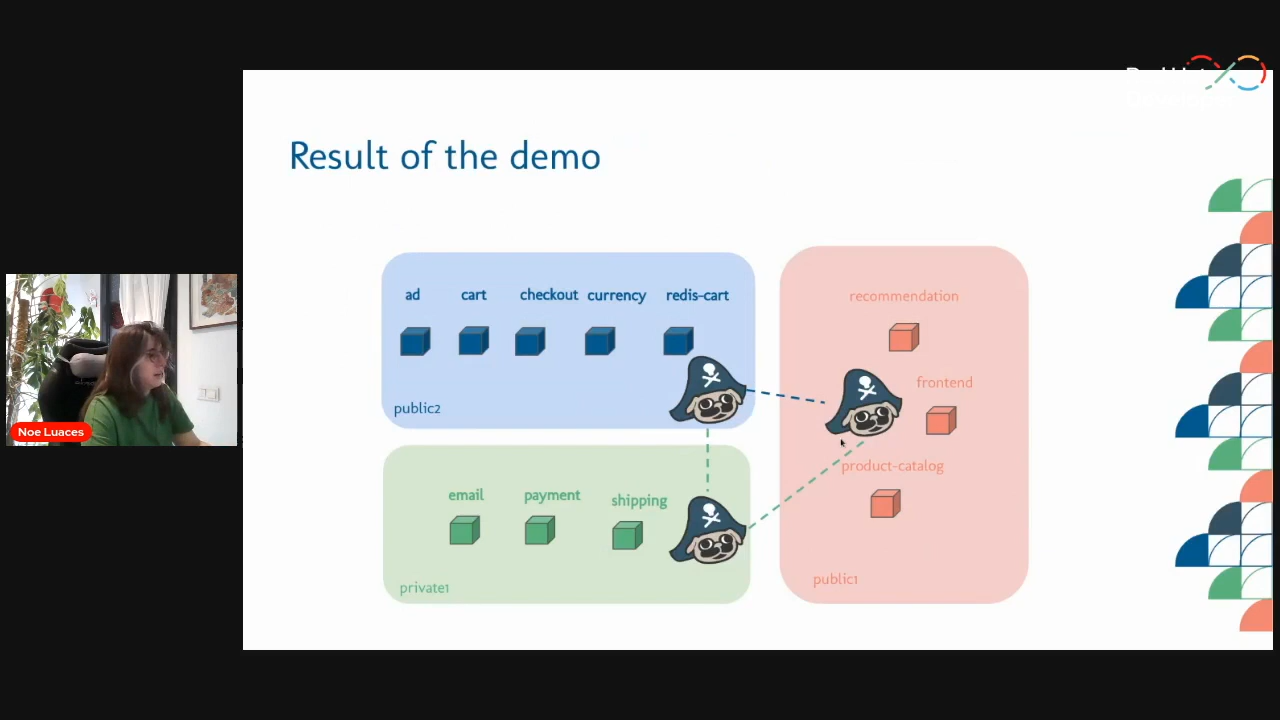 Result of the demo
ad cart checkout currency redis-cart
public2
recommendation
frontend
product-catalog
public1
email payment shipping
private1
Noe Luaces